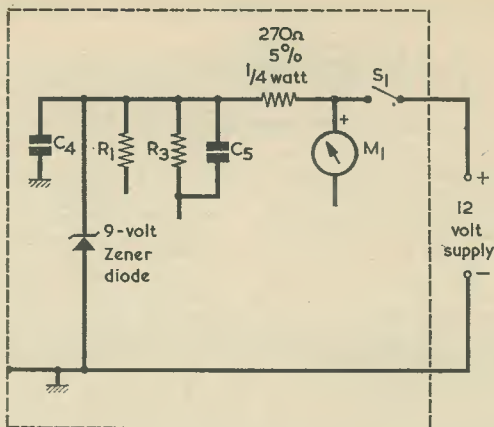 270Ω
5%
1/4 watt
S1
+
C4
R1
R3
C5
M1
+
12
volt
supply
−
9-volt
Zener
diode